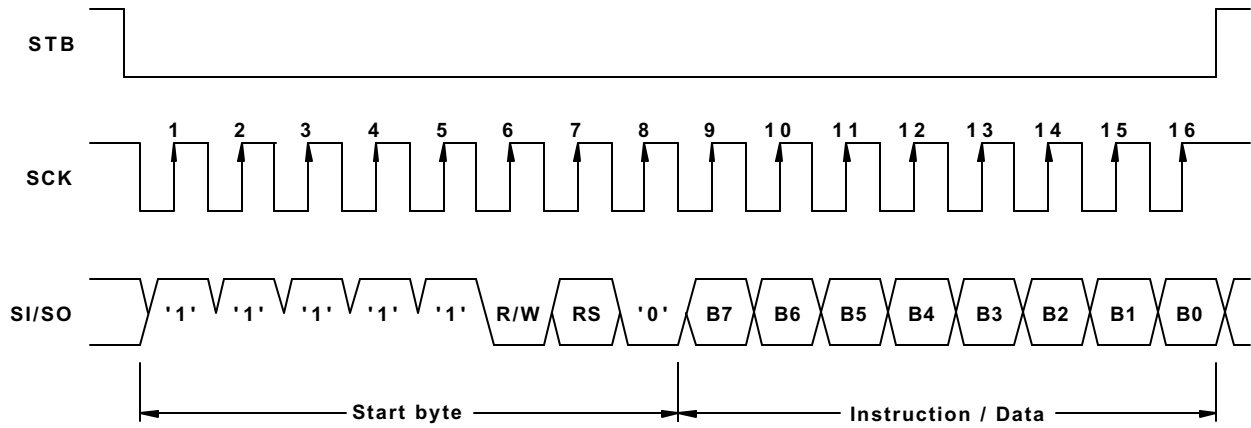 STB
1 2 3 4 5 6 7 8 9 10 11 12 13 14 15 16
SCK
SI/SO '1' '1' '1' '1' '1' R/W RS '0' B7 B6 B5 B4 B3 B2 B1 B0
Start byte Instruction / Data